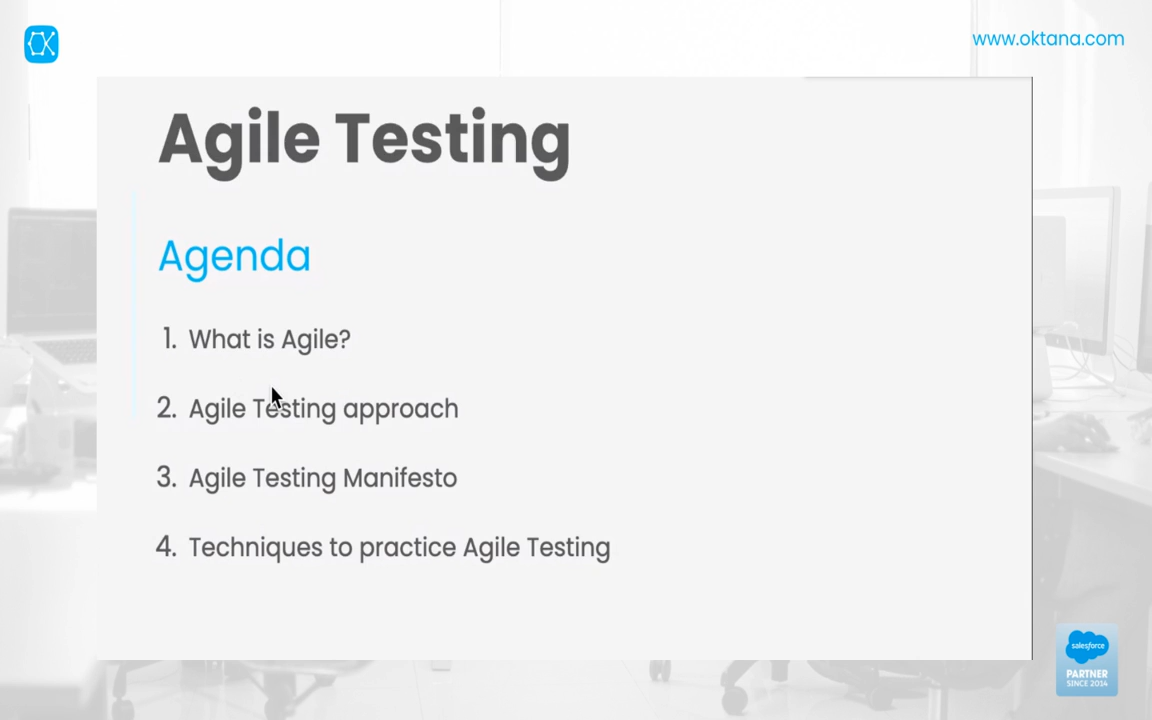 www.oktana.com
Agile Testing
Agenda
1. What is Agile?
2. Agile Testing approach
3. Agile Testing Manifesto
4. Techniques to practice Agile Testing
salesforce
PARTNER
SINCE 2014